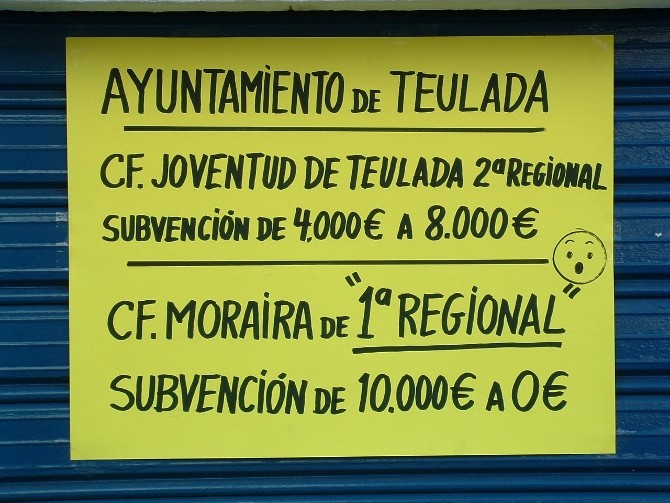 AYUNTAMiENTO DE TEULADA
CF. JOVENTUD DE TEULADA 2ª REGiONAL
SUBVENCiÓN DE 4.000€ A 8.000€
CF. MORAiRA DE "1ª REGiONAL"
SUBVENCiÓN DE 10.000€ A 0€